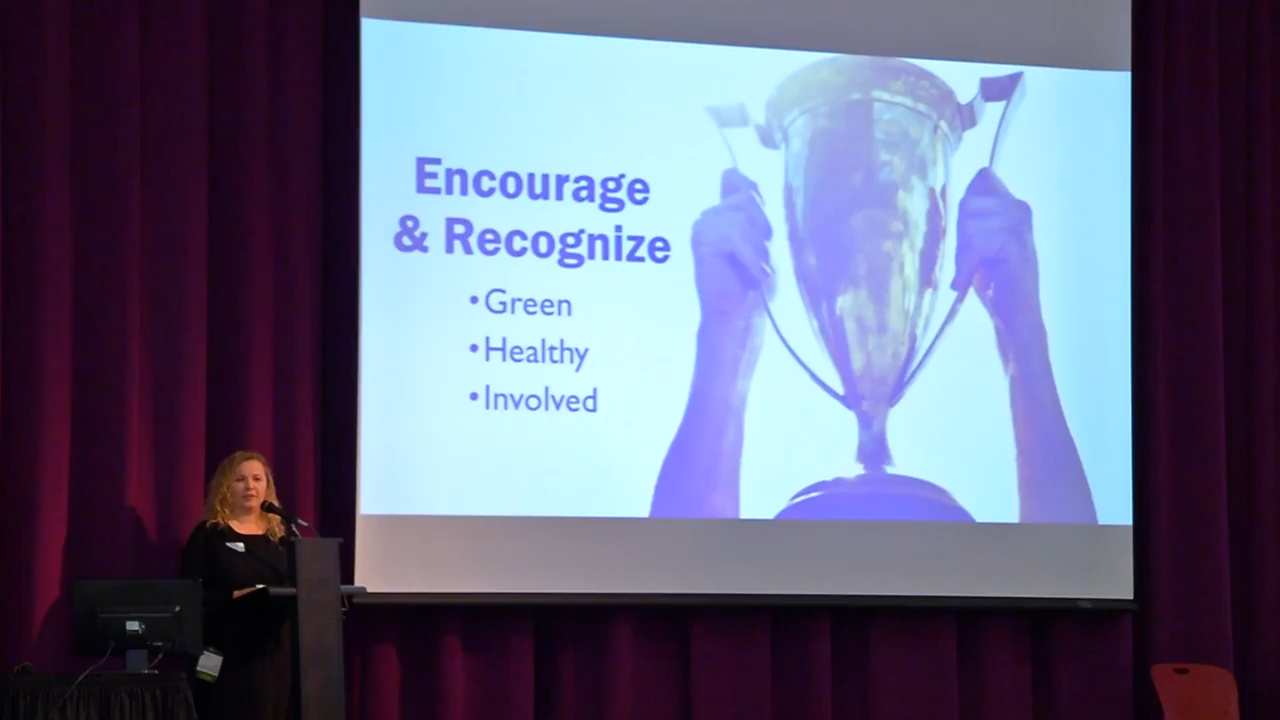 Encourage
& Recognize
•Green
•Healthy
•Involved